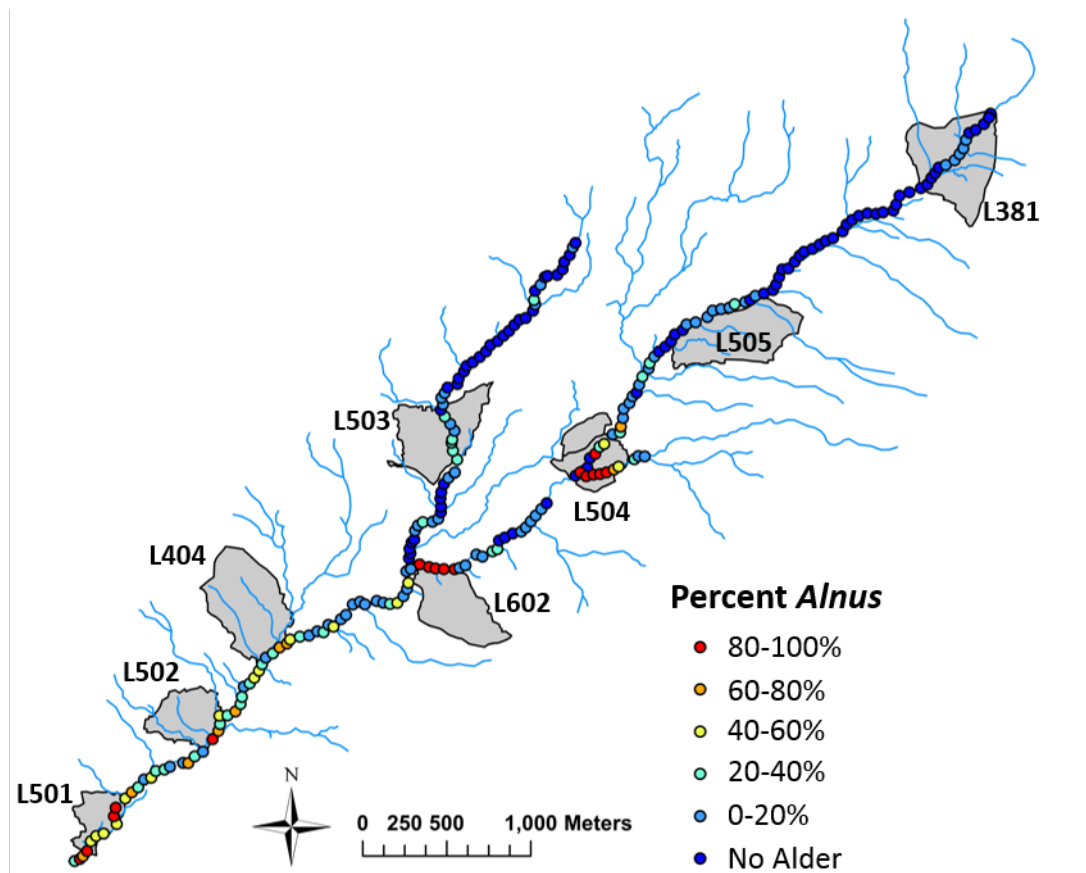 L381
L505
L503
L504
L404
L602
L502
L501
Percent Alnus
80-100%
60-80%
40-60%
20-40%
0-20%
No Alder
N
0 250 500 1,000 Meters